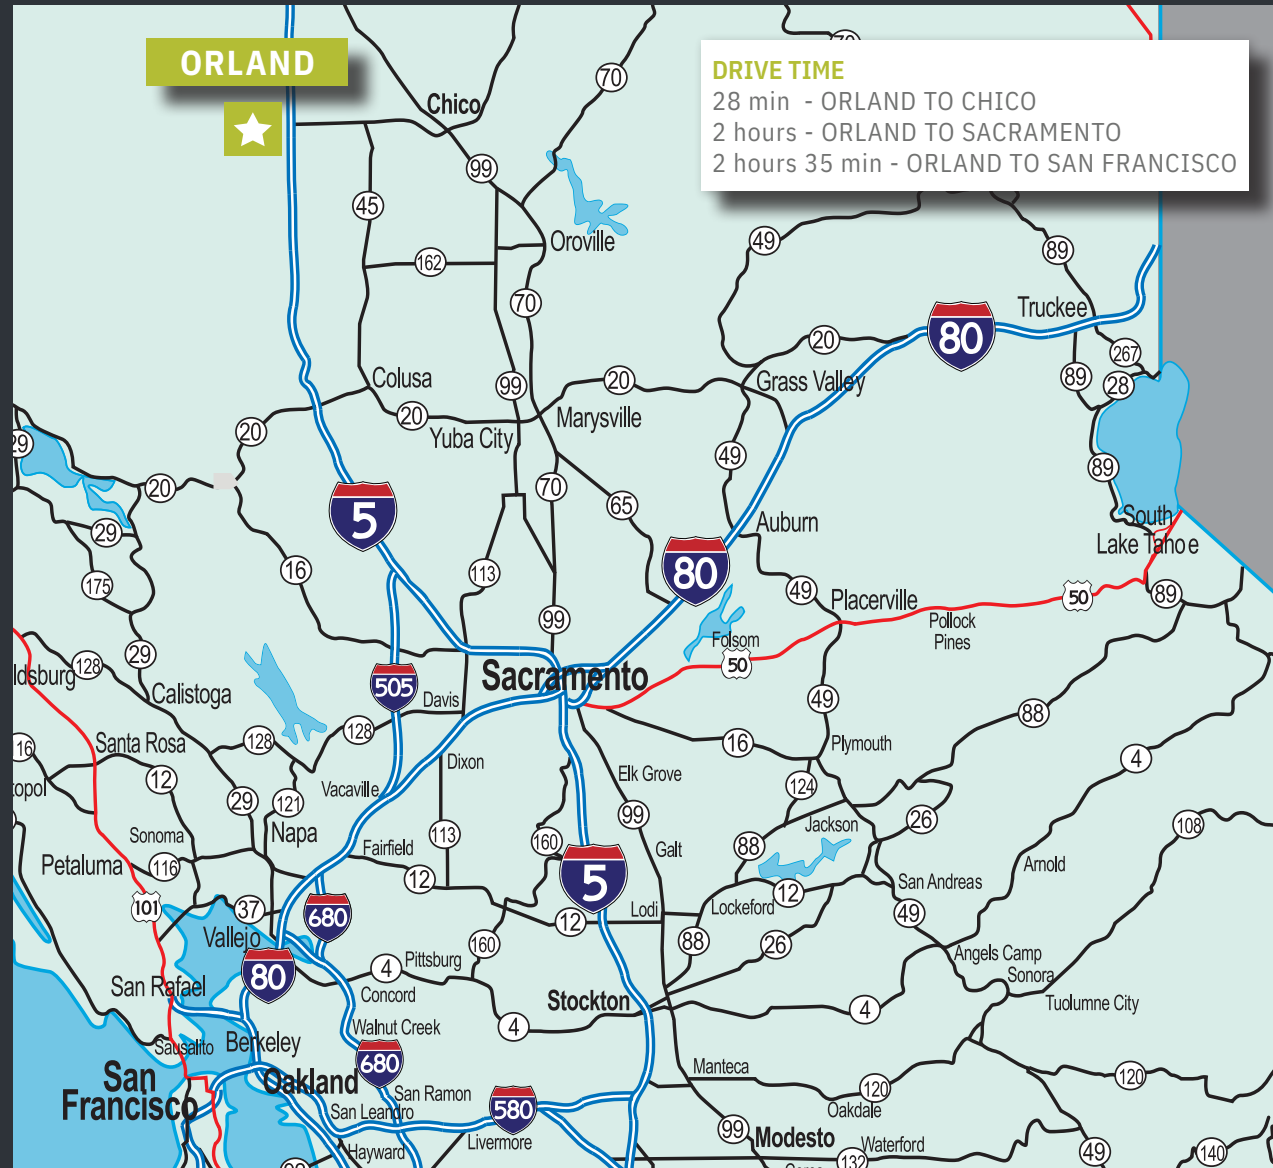 ORLAND
DRIVE TIME
28 min - ORLAND TO CHICO
2 hours - ORLAND TO SACRAMENTO
2 hours 35 min - ORLAND TO SAN FRANCISCO
70
Chico
99
45
49
89
Oroville
162
70
Truckee
80
20
267
Colusa
99
20
Grass Valley
89
28
20
Marysville
20
Yuba City
29
49
89
20
70
65
5
Auburn
South
Lake Tahoe
29
80
16
113
175
49
Placerville
50
89
99
Pollock
Pines
Folsom
29
50
128
ldsburg
Sacramento
505
Calistoga
Davis
49
88
128
128
16
Santa Rosa
16
Plymouth
4
Dixon
Elk Grove
12
Vacaville
124
opol
29
121
99
26
108
Sonoma
Napa
113
160
Jackson
Petaluma
Fairfield
88
Galt
116
12
5
Arnold
San Andreas
12
101
37
680
Lodi
Lockeford
49
12
Vallejo
160
88
26
Angels Camp
80
4
Pittsburg
Sonora
San Rafael
Concord
Stockton
Tuolumne City
4
4
Walnut Creek
Sausalito
Berkeley
680
Manteca
San
Francisco
Oakland
120
120
San Ramon
San Leandro
580
Oakdale
99
Modesto
Hayward
Livermore
Waterford
132
49
140